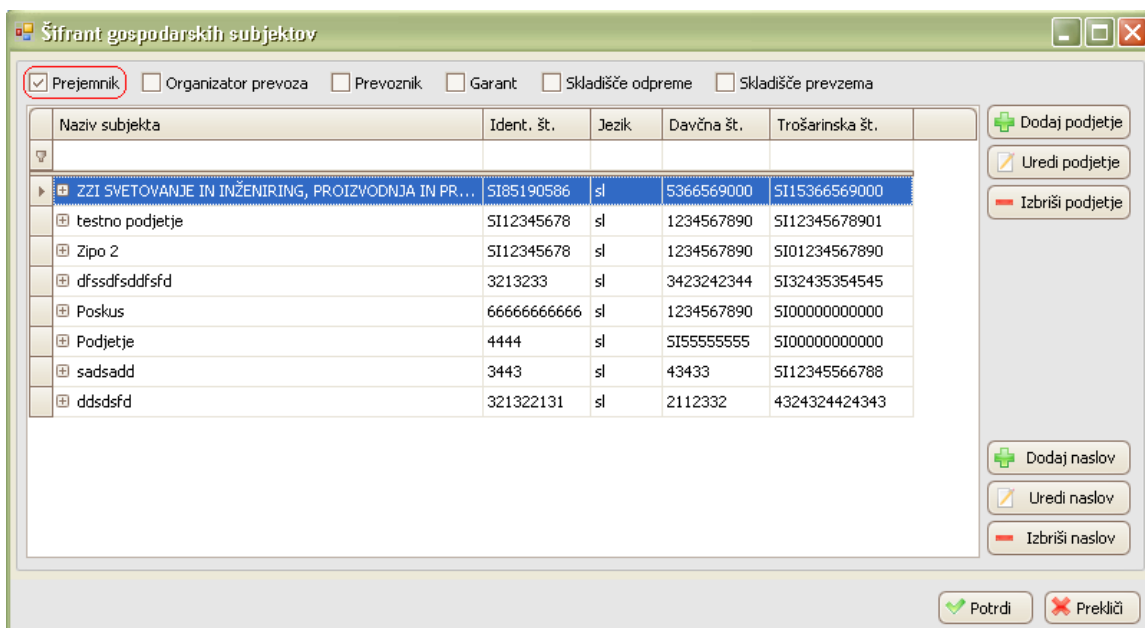 Šifrant gospodarskih subjektov
Prejemnik Organizator prevoza Prevoznik Garant Skladišče odpreme Skladišče prevzema
Naziv subjekta Ident. št. Jezik Davčna št. Trošarinska št.
ZZI SVETOVANJE IN INŽENIRING, PROIZVODNJA IN PR... SI85190586 sl 5366569000 SI15366569000
testno podjetje SI12345678 sl 1234567890 SI12345678901
Zipo 2 SI12345678 sl 1234567890 SI01234567890
dfssdfsddfsfd 3213233 sl 3423242344 SI32435354545
Poskus 66666666666 sl 1234567890 SI00000000000
Podjetje 4444 sl SI55555555 SI00000000000
sadsadd 3443 sl 43433 SI12345566788
ddsdsfd 321322131 sl 2112332 4324324424343
Dodaj podjetje
Uredi podjetje
Izbriši podjetje
Dodaj naslov
Uredi naslov
Izbriši naslov
Potrdi Prekliči